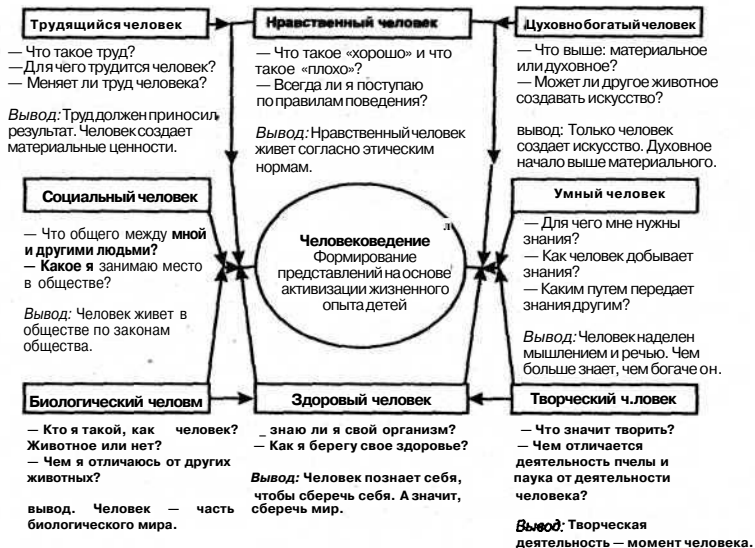 Трудящийся человек
— Что такое труд?
— Для чего трудится человек?
— Меняет ли труд человека?
Вывод: Труд должен приносил
результат. Человек создает
материальные ценности.
Нравственный человек
— Что такое «хорошо» и что
такое «плохо»?
— Всегда ли я поступаю
по правилам поведения?
Вывод: Нравственный человек
живет согласно этическим
нормам.
Цуховно богатый человек
— Что выше: материальное
или духовное?
— Может ли другое животное
создавать искусство?
вывод: Только человек
создает искусство. Духовное
начало выше материального.
Социальный человек
— Что общего между мной
и другими людьми?
— Какое я занимаю место
в обществе?
Вывод: Человек живет в
обществе по законам
общества.
л
Человековедение
Формирование
представлений на основе
активизации жизненного
опыта детей
Умный человек
— Для чего мне нужны
знания?
— Как человек добывает
знания?
— Каким путем передает
знания другим?
Вывод: Человек наделен
мышлением и речью. Чем
больше знает, чем богаче он.
Биологический человм
— Кто я такой, как человек?
Животное или нет?
— Чем я отличаюсь от других
животных?
вывод. Человек — часть
биологического мира.
Здоровый человек
_ знаю ли я свой организм?
— Как я берегу свое здоровье?
Вывод: Человек познает себя,
чтобы сберечь себя. А значит,
сберечь мир.
Творческий ч.ловек
— Что значит творить?
— Чем отличается
деятельность пчелы и
паука от деятельности
человека?
Вывод: Творческая
деятельность — момент человека.